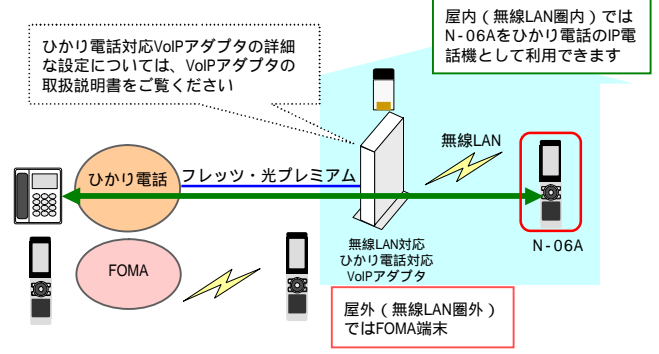 屋内（無線LAN圏内）では
N-06Aをひかり電話のIP電
話機として利用できます
ひかり電話対応VoIPアダプタの詳細
な設定については、VoIPアダプタの
取扱説明書をご覧ください
無線LAN
ひかり電話
フレッツ・光プレミアム
N-06A
無線LAN対応
ひかり電話対応
VoIPアダプタ
FOMA
屋外（無線LAN圏外）
ではFOMA端末